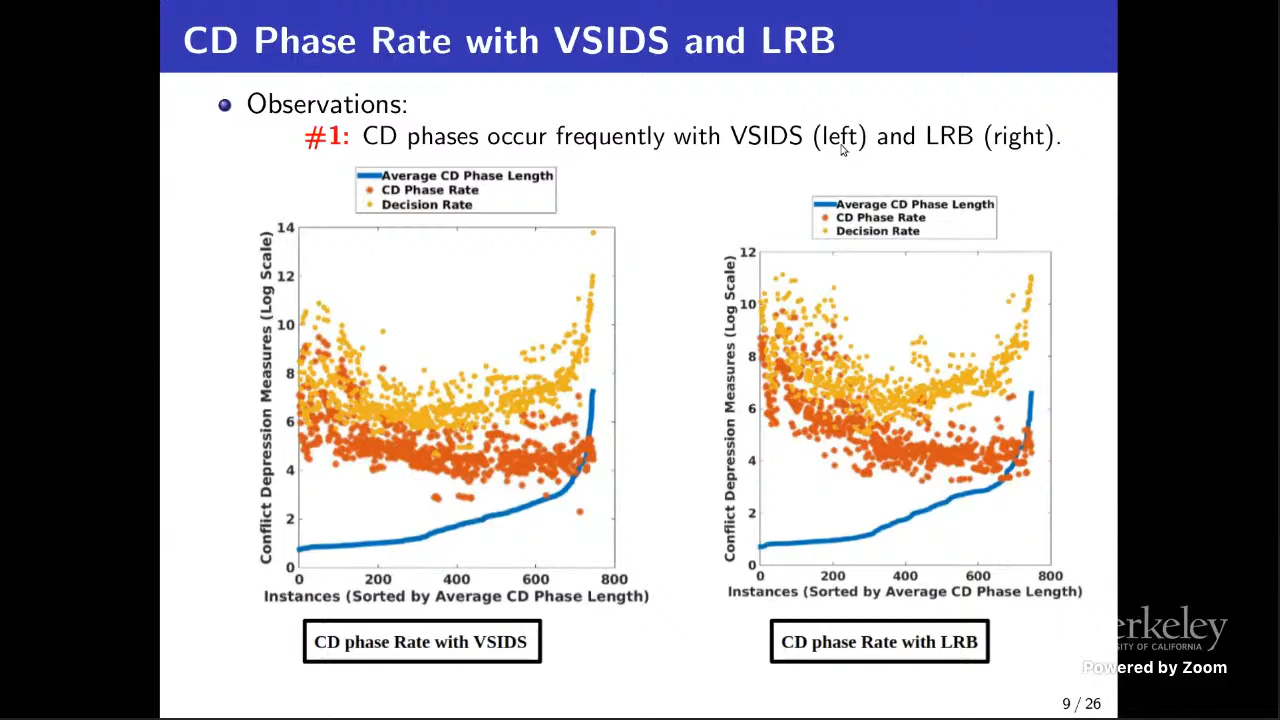 CD Phase Rate with VSIDS and LRB
Observations:
#1: CD phases occur frequently with VSIDS (left) and LRB (right).
Average CD Phase Length
CD Phase Rate
Decision Rate
14
12
10
8
6
4
2
0
Conflict Depression Measures (Log Scale)
0 200 400 600 800
Instances (Sorted by Average CD Phase Length)
CD phase Rate with VSIDS
Average CD Phase Length
CD Phase Rate
Decision Rate
12
10
8
6
4
2
0
Conflict Depression Measures (Log Scale)
0 200 400 600 800
Instances (Sorted by Average CD Phase Length)
CD phase Rate with LRB
erkeley
SITY OF CALIFORNIA
Powered by Zoom
9 / 26